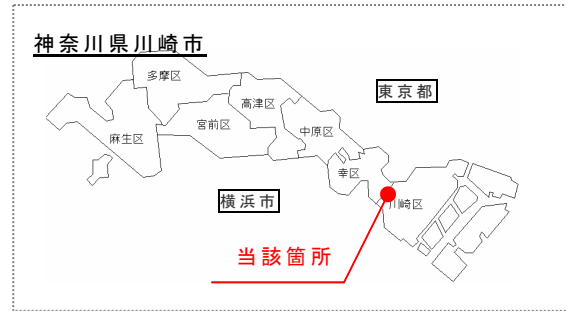 神奈川県川崎市
多摩区
東京都
高津区
宮前区
中原区
麻生区
幸区
横浜市
川崎区
当該箇所